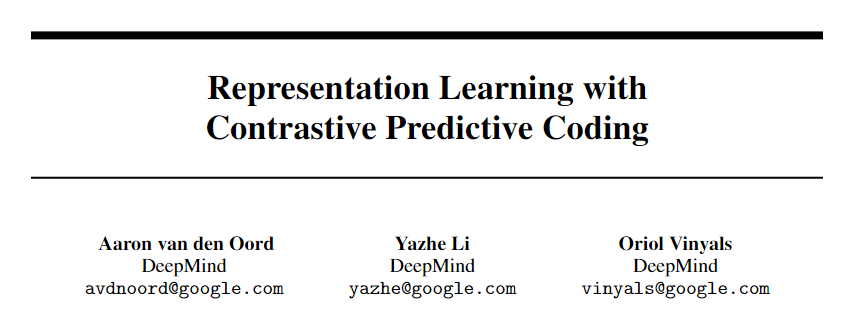 Representation Learning with
Contrastive Predictive Coding
Aaron van den Oord
DeepMind
avdnoord@google.com
Yazhe Li
DeepMind
yazhe@google.com
Oriol Vinyals
DeepMind
vinyals@google.com